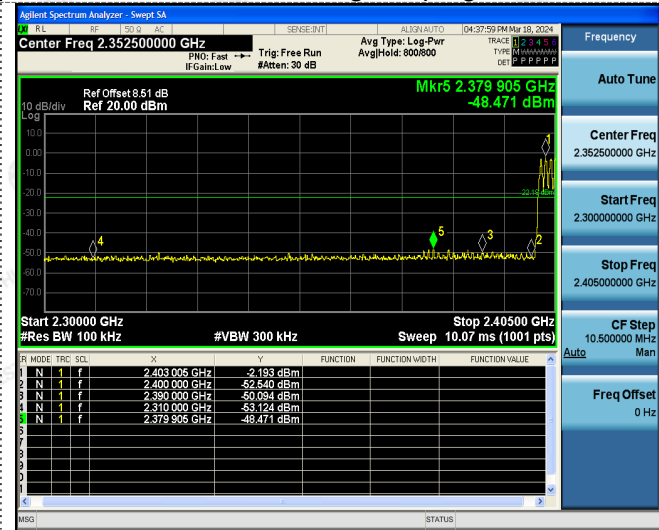 Agilent Spectrum Analyzer - Swept SA
RL RF 50 Ω AC SENSE:INT ALIGNAUTO 04:37:59 PM Mar 18, 2024
Center Freq 2.352500000 GHz
PNO: Fast
IFGain:Low
Trig: Free Run
#Atten: 30 dB
Avg Type: Log-Pwr
Avg|Hold: 800/800
TRACE 1 2 3 4 5 6
TYPE M
DET P P P P P P
Frequency
Ref Offset 8.51 dB
Ref 20.00 dBm
10 dB/div
Log
Mkr5 2.379 905 GHz
-48.471 dBm
10.0
0.00
-10.0
-20.0
-30.0
-40.0
-50.0
-60.0
-70.0
1
2
3
4
5
Start 2.30000 GHz
Stop 2.40500 GHz
#Res BW 100 kHz #VBW 300 kHz Sweep 10.07 ms (1001 pts)
MODE TRC SCL X Y FUNCTION FUNCTION WIDTH FUNCTION VALUE
1 N 1 f 2.403 005 GHz -2.193 dBm
2 N 1 f 2.400 000 GHz -52.540 dBm
3 N 1 f 2.390 000 GHz -50.094 dBm
4 N 1 f 2.310 000 GHz -53.124 dBm
5 N 1 f 2.379 905 GHz -48.471 dBm
6
7
8
9
MSG STATUS
Auto Tune
Center Freq
2.352500000 GHz
Start Freq
2.300000000 GHz
Stop Freq
2.405000000 GHz
CF Step
10.500000 MHz
Auto Man
Freq Offset
0 Hz